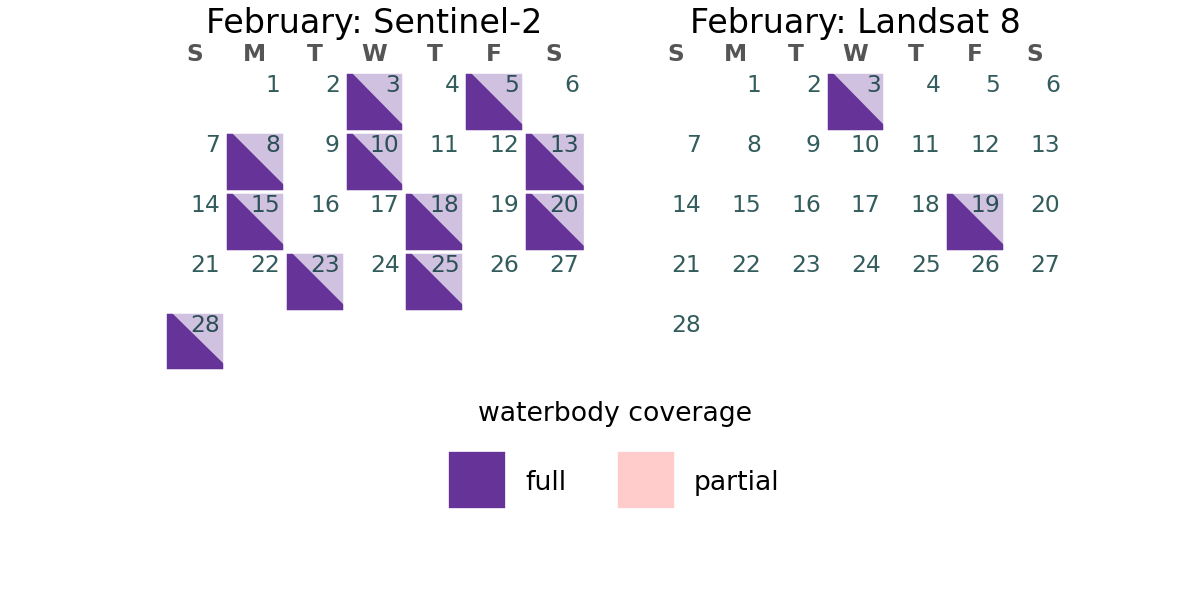 February: Sentinel-2
S M T W T F S
1 2 3 4 5 6
7 8 9 10 11 12 13
14 15 16 17 18 19 20
21 22 23 24 25 26 27
28
February: Landsat 8
S M T W T F S
1 2 3 4 5 6
7 8 9 10 11 12 13
14 15 16 17 18 19 20
21 22 23 24 25 26 27
28
waterbody coverage
full partial